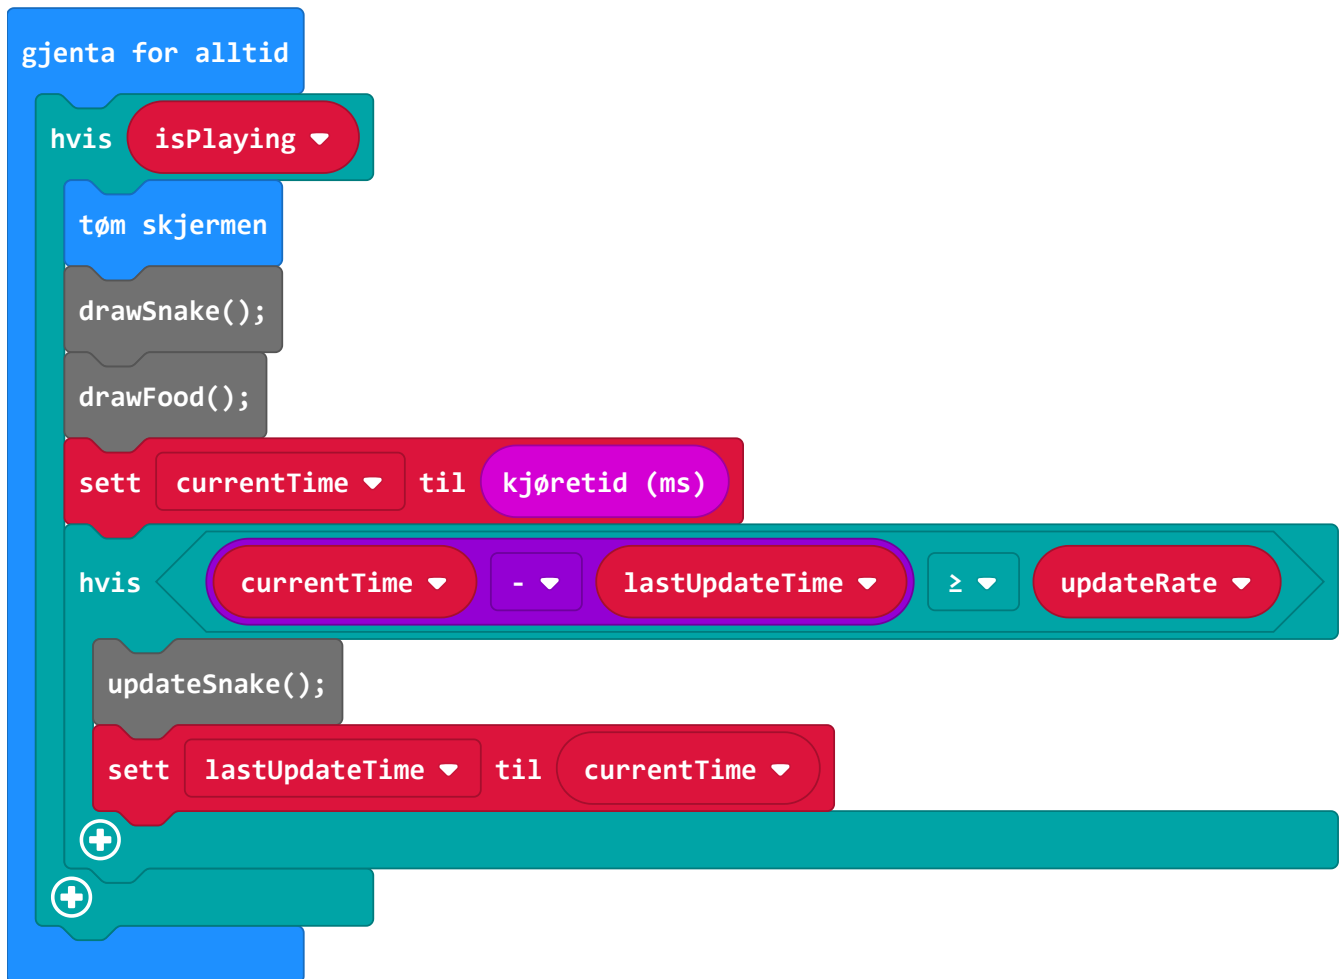 gjenta for alltid
hvis isPlaying
tøm skjermen
drawSnake();
drawFood();
sett currentTime til kjøretid (ms)
hvis currentTime - lastUpdateTime ≥ updateRate
updateSnake();
sett lastUpdateTime til currentTime